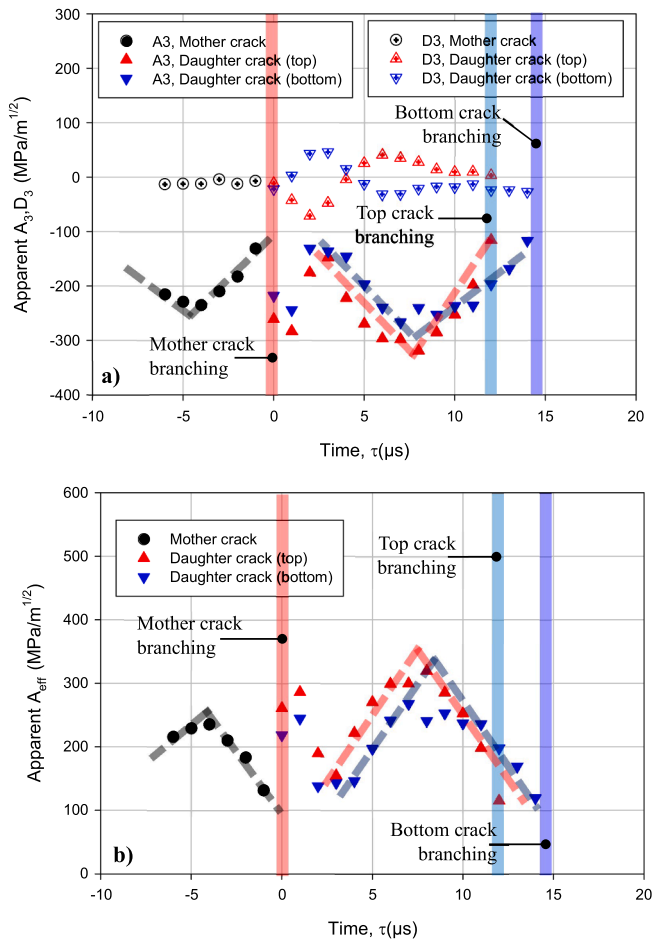 300
200
100
0
-100
-200
-300
-400
Apparent A3,D3 (MPa/m1/2)
A3, Mother crack
A3, Daughter crack (top)
A3, Daughter crack (bottom)
D3, Mother crack
D3, Daughter crack (top)
D3, Daughter crack (bottom)
Bottom crack
branching
Top crack
branching
Mother crack
branching
a)
-10 -5 0 5 10 15 20
Time, τ(μs)
600
500
400
300
200
100
0
Apparent Aeff (MPa/m1/2)
Mother crack
Daughter crack (top)
Daughter crack (bottom)
Top crack
branching
Mother crack
branching
Bottom crack
branching
b)
-10 -5 0 5 10 15 20
Time, τ(μs)